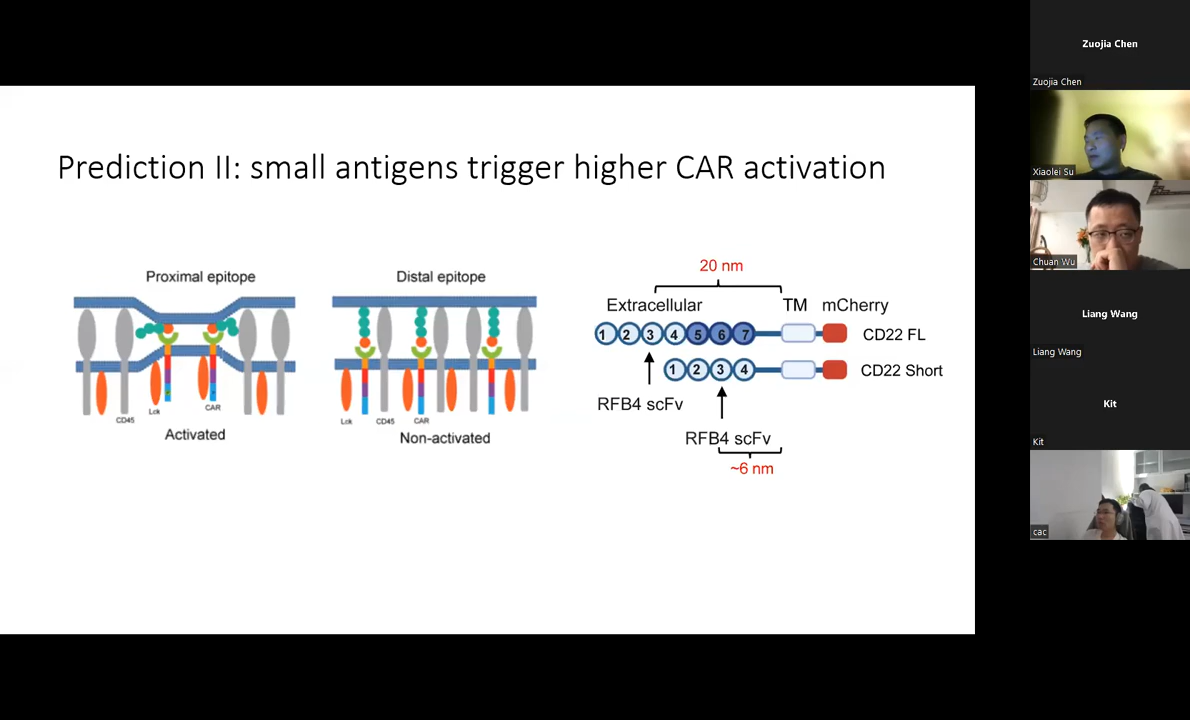 Prediction II: small antigens trigger higher CAR activation
Proximal epitope
Lck
CD45
CAR
Activated
Distal epitope
Lck
CD45
CAR
Non-activated
20 nm
Extracellular
TM
mCherry
1 2 3 4 5 6 7
CD22 FL
1 2 3 4
CD22 Short
RFB4 scFv
RFB4 scFv
~6 nm
Zuojia Chen
Zuojia Chen
Xiaolei Su
Chuan Wu
Liang Wang
Liang Wang
Kit
Kit
cac